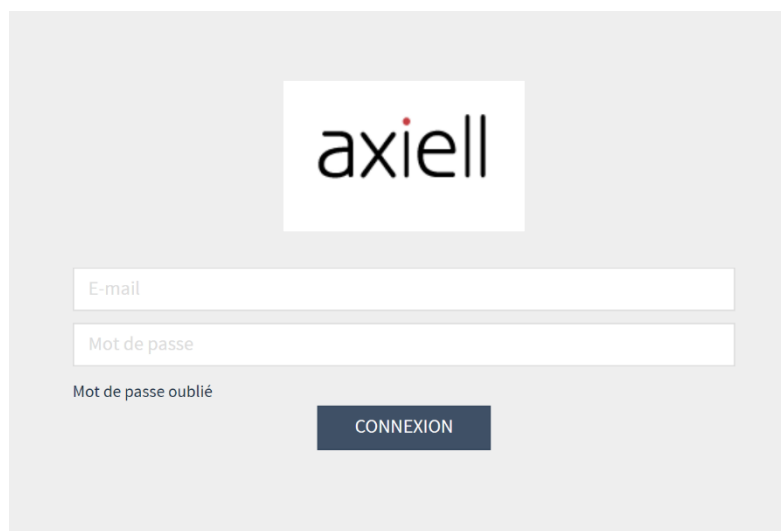 axiell
E-mail
Mot de passe
Mot de passe oublié
CONNEXION